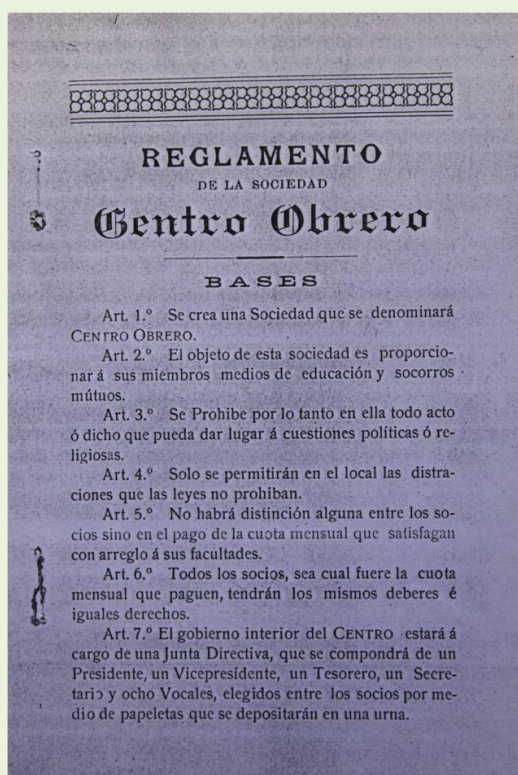 REGLAMENTO
DE LA SOCIEDAD
Centro Obrero
BASES
Art. 1.º Se crea una Sociedad que se denominará
CENTRO OBRERO.
Art. 2.º El objeto de esta sociedad es proporcio-
nar á sus miembros medios de educación y socorros
mútuos.
Art. 3.º Se Prohibe por lo tanto en ella todo acto
ó dicho que pueda dar lugar á cuestiones políticas ó re-
ligiosas.
Art. 4.º Solo se permitirán en el local las distra-
ciones que las leyes no prohiban.
Art. 5.º No habrá distinción alguna entre los so-
cios sino en el pago de la cuota mensual que satisfagan
con arreglo á sus facultades.
Art. 6.º Todos los socios, sea cual fuere la cuota
mensual que paguen, tendrán los mismos deberes é
iguales derechos.
Art. 7.º El gobierno interior del CENTRO estará á
cargo de una Junta Directiva, que se compondrá de un
Presidente, un Vicepresídente, un Tesorero, un Secre-
tario y ocho Vocales, elegidos entre los socios por me-
dio de papeletas que se depositarán en una urna.